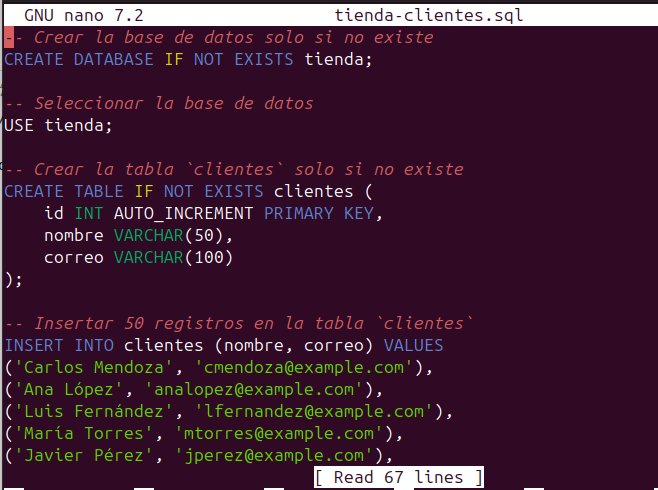 GNU nano 7.2 tienda-clientes.sql
-- Crear la base de datos solo si no existe
CREATE DATABASE IF NOT EXISTS tienda;
-- Seleccionar la base de datos
USE tienda;
-- Crear la tabla `clientes` solo si no existe
CREATE TABLE IF NOT EXISTS clientes (
    id INT AUTO_INCREMENT PRIMARY KEY,
    nombre VARCHAR(50),
    correo VARCHAR(100)
);
-- Insertar 50 registros en la tabla `clientes`
INSERT INTO clientes (nombre, correo) VALUES
('Carlos Mendoza', 'cmendoza@example.com'),
('Ana López', 'analopez@example.com'),
('Luis Fernández', 'lfernandez@example.com'),
('María Torres', 'mtorres@example.com'),
('Javier Pérez', 'jperez@example.com'),
[ Read 67 lines ]